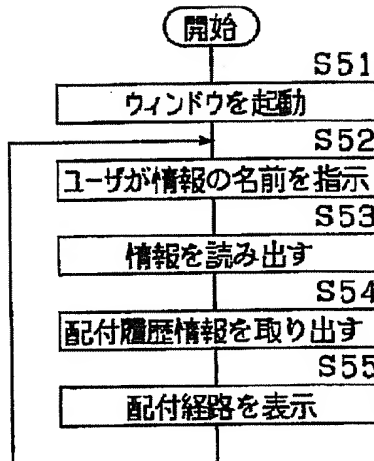 開始
S51
ウィンドウを起動
S52
ユーザが情報の名前を指示
S53
情報を読み出す
S54
配付履歴情報を取り出す
S55
配付経路を表示